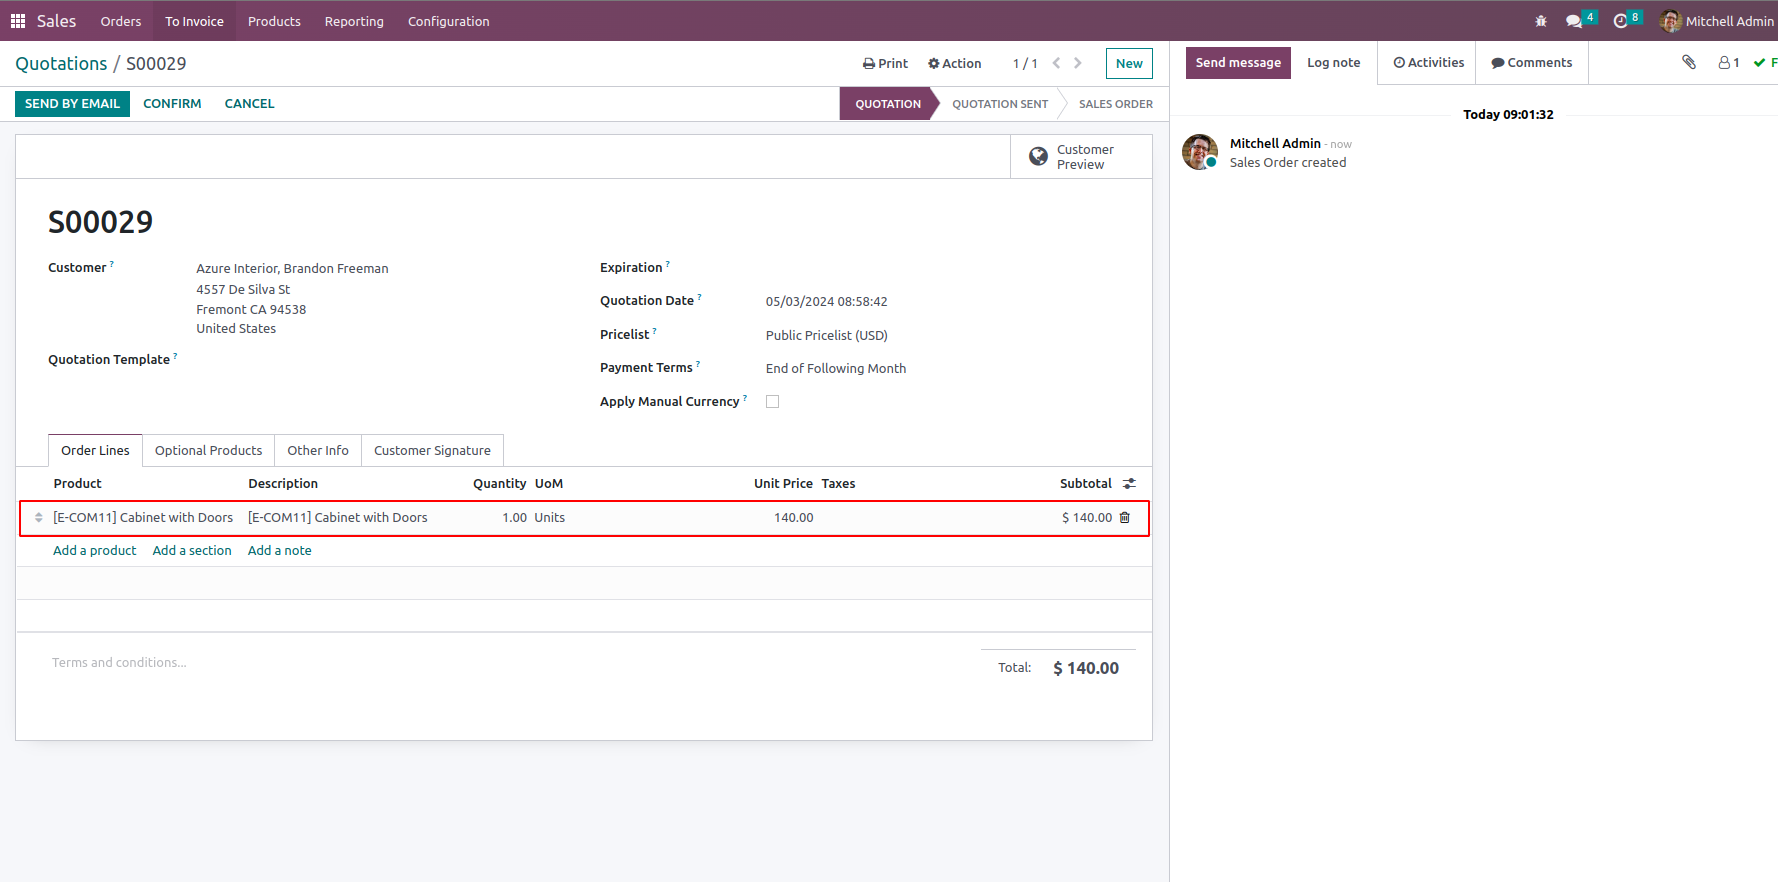 Sales Orders To Invoice Products Reporting Configuration 4 8 Mitchell Admin
Quotations / S00029 Print Action 1 / 1 New
SEND BY EMAIL CONFIRM CANCEL QUOTATION QUOTATION SENT SALES ORDER
Customer
Preview
S00029
Customer ? Azure Interior, Brandon Freeman
4557 De Silva St
Fremont CA 94538
United States
Quotation Template ?
Expiration ?
Quotation Date ? 05/03/2024 08:58:42
Pricelist ? Public Pricelist (USD)
Payment Terms ? End of Following Month
Apply Manual Currency ?
Order Lines Optional Products Other Info Customer Signature
Product Description Quantity UoM Unit Price Taxes Subtotal
[E-COM11] Cabinet with Doors [E-COM11] Cabinet with Doors 1.00 Units 140.00 $ 140.00
Add a product Add a section Add a note
Terms and conditions...
Total: $ 140.00
Send message Log note Activities Comments 1 F
Today 09:01:32
Mitchell Admin - now
Sales Order created